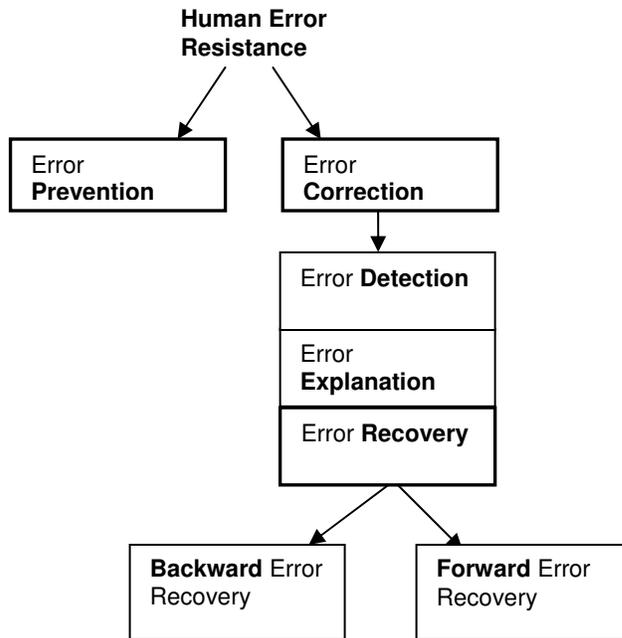 Human Error
Resistance
Error
Prevention
Error
Correction
Error Detection
Error
Explanation
Error Recovery
Backward Error
Recovery
Forward Error
Recovery